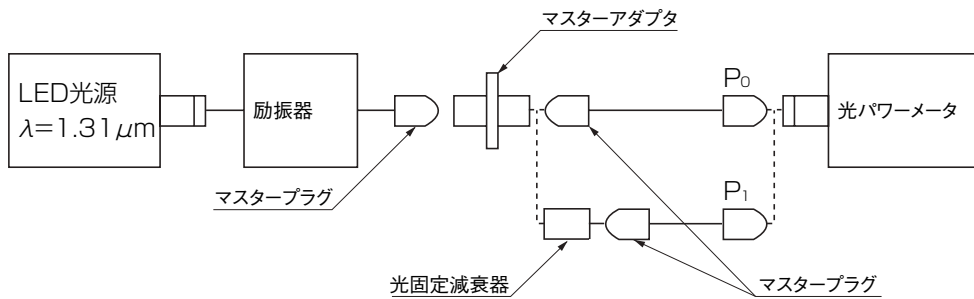 マスターアダプタ
LED光源
λ=1.31μm
励振器
P₀
光パワーメータ
マスタープラグ
P₁
光固定減衰器
マスタープラグ